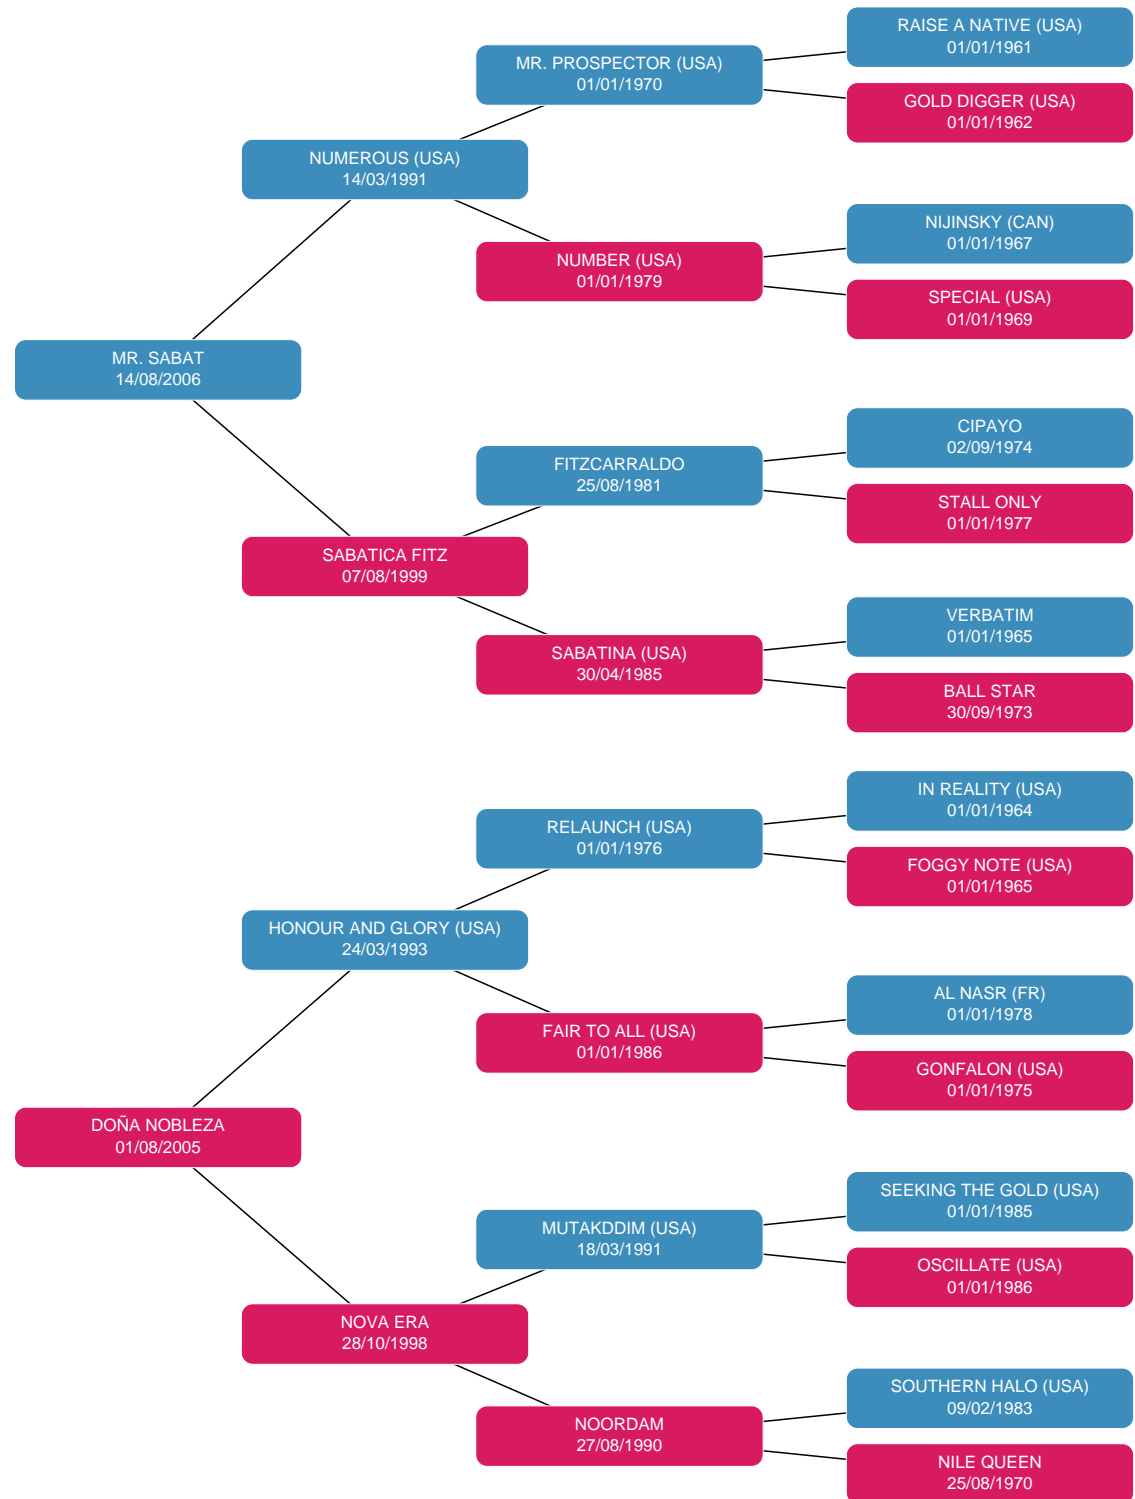 RAISE A NATIVE (USA)
01/01/1961
MR. PROSPECTOR (USA)
01/01/1970
GOLD DIGGER (USA)
01/01/1962
NUMEROUS (USA)
14/03/1991
NIJINSKY (CAN)
01/01/1967
NUMBER (USA)
01/01/1979
SPECIAL (USA)
01/01/1969
MR. SABAT
14/08/2006
CIPAYO
02/09/1974
FITZCARRALDO
25/08/1981
STALL ONLY
01/01/1977
SABATICA FITZ
07/08/1999
VERBATIM
01/01/1965
SABATINA (USA)
30/04/1985
BALL STAR
30/09/1973
IN REALITY (USA)
01/01/1964
RELAUNCH (USA)
01/01/1976
FOGGY NOTE (USA)
01/01/1965
HONOUR AND GLORY (USA)
24/03/1993
AL NASR (FR)
01/01/1978
FAIR TO ALL (USA)
01/01/1986
GONFALON (USA)
01/01/1975
DOÑA NOBLEZA
01/08/2005
SEEKING THE GOLD (USA)
01/01/1985
MUTAKDDIM (USA)
18/03/1991
OSCILLATE (USA)
01/01/1986
NOVA ERA
28/10/1998
SOUTHERN HALO (USA)
09/02/1983
NOORDAM
27/08/1990
NILE QUEEN
25/08/1970